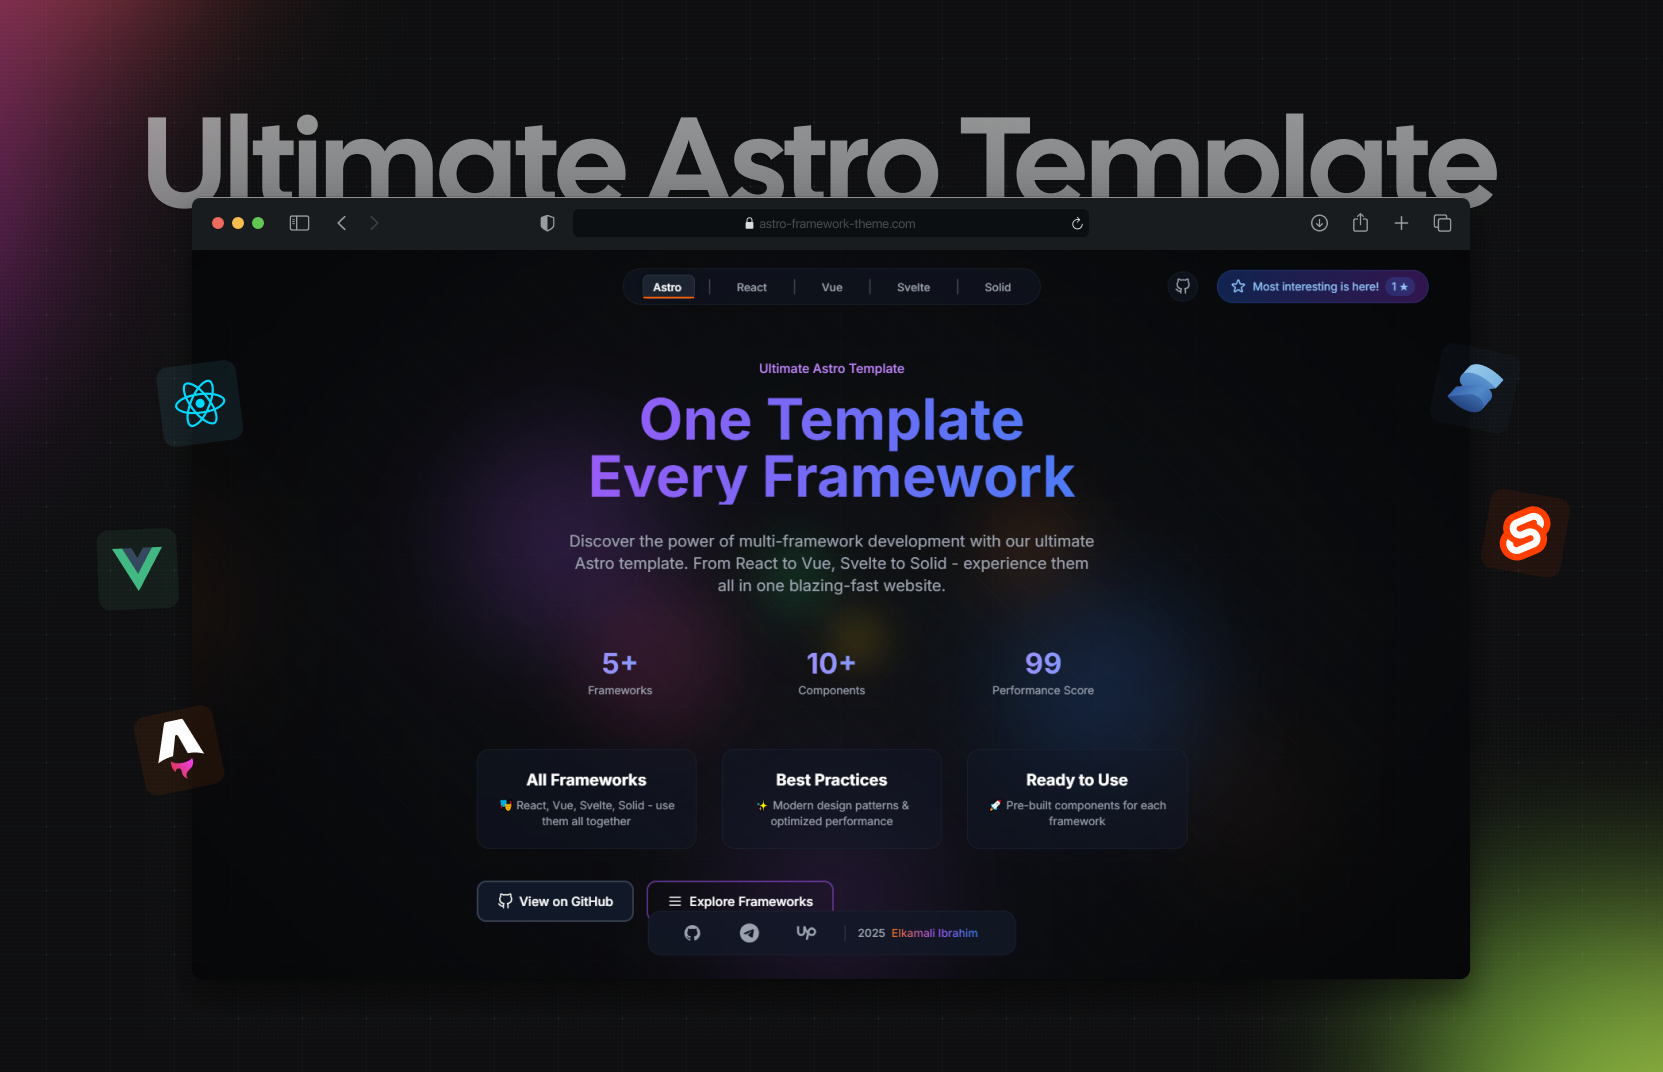 Ultimate Astro Template
astro-framework-theme.com
Astro
React
Vue
Svelte
Solid
Most interesting is here! 1 ★
Ultimate Astro Template
One Template
Every Framework
Discover the power of multi-framework development with our ultimate
Astro template. From React to Vue, Svelte to Solid - experience them
all in one blazing-fast website.
5+
Frameworks
10+
Components
99
Performance Score
All Frameworks
🎭 React, Vue, Svelte, Solid - use
them all together
Best Practices
✨ Modern design patterns &
optimized performance
Ready to Use
🚀 Pre-built components for each
framework
View on GitHub
Explore Frameworks
Up
2025 Elkamali Ibrahim